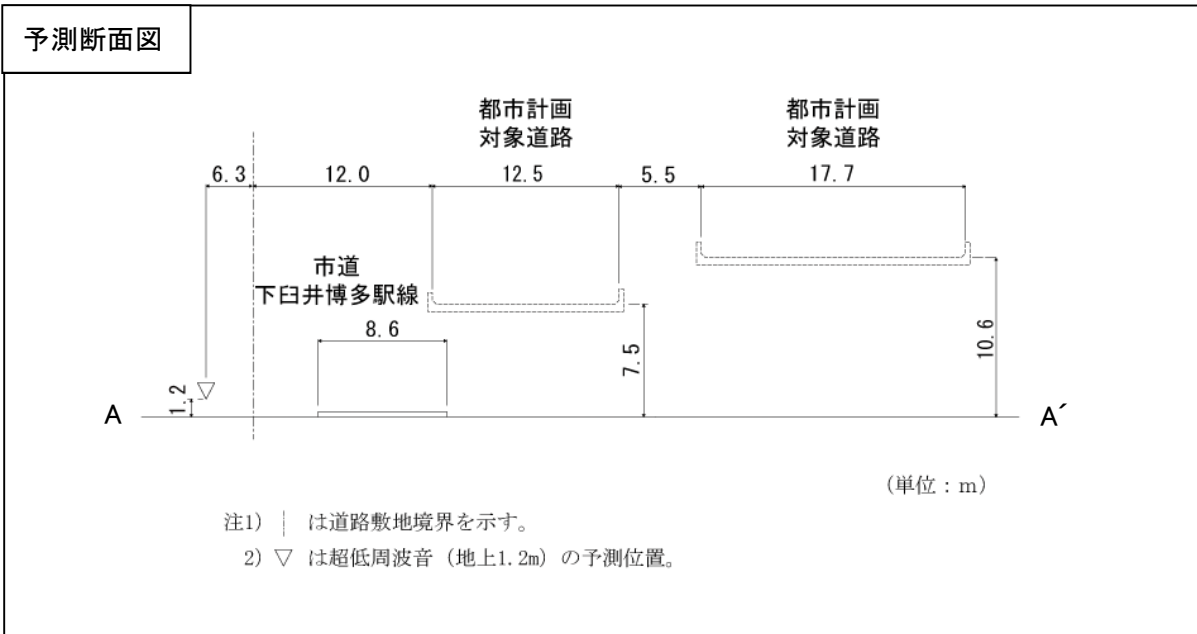 予測断面図
都市計画
対象道路
都市計画
対象道路
6.3
12.0
12.5
5.5
17.7
市道
下臼井博多駅線
8.6
7.5
10.6
1.2
A
A´
(単位：m)
注1) ｜ は道路敷地境界を示す。
2) ▽ は超低周波音（地上1.2m）の予測位置。